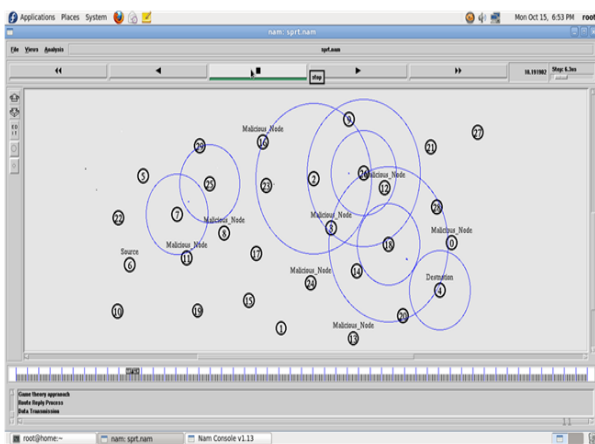 Applications Places System
Mon Oct 15, 6:53 PM root
nam: sprt.nam
File Views Analysis
sprt.nam
10.191902
Step: 6.3ms
stop
9
Malicious_Node
16
27
29
21
26
5
25
23
2
Malicious_Node
12
28
22
7
Malicious_Node
8
Malicious_Node
3
Malicious_Node
0
18
Source
6
Malicious_Node
11
17
14
Malicious_Node
24
Destination
4
10
19
15
20
1
Malicious_Node
13
Game theory approach
Route Reply Process
Data Transmission
root@home:~
nam: sprt.nam
Nam Console v1.13